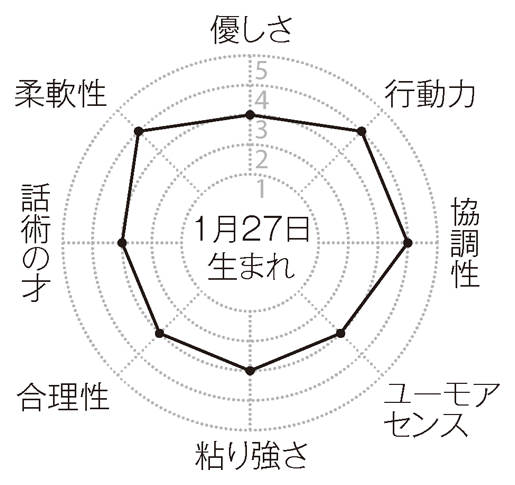 優しさ
行動力
協調性
ユーモア
センス
粘り強さ
合理性
話術の才
柔軟性
5
4
3
2
1
1月27日
生まれ